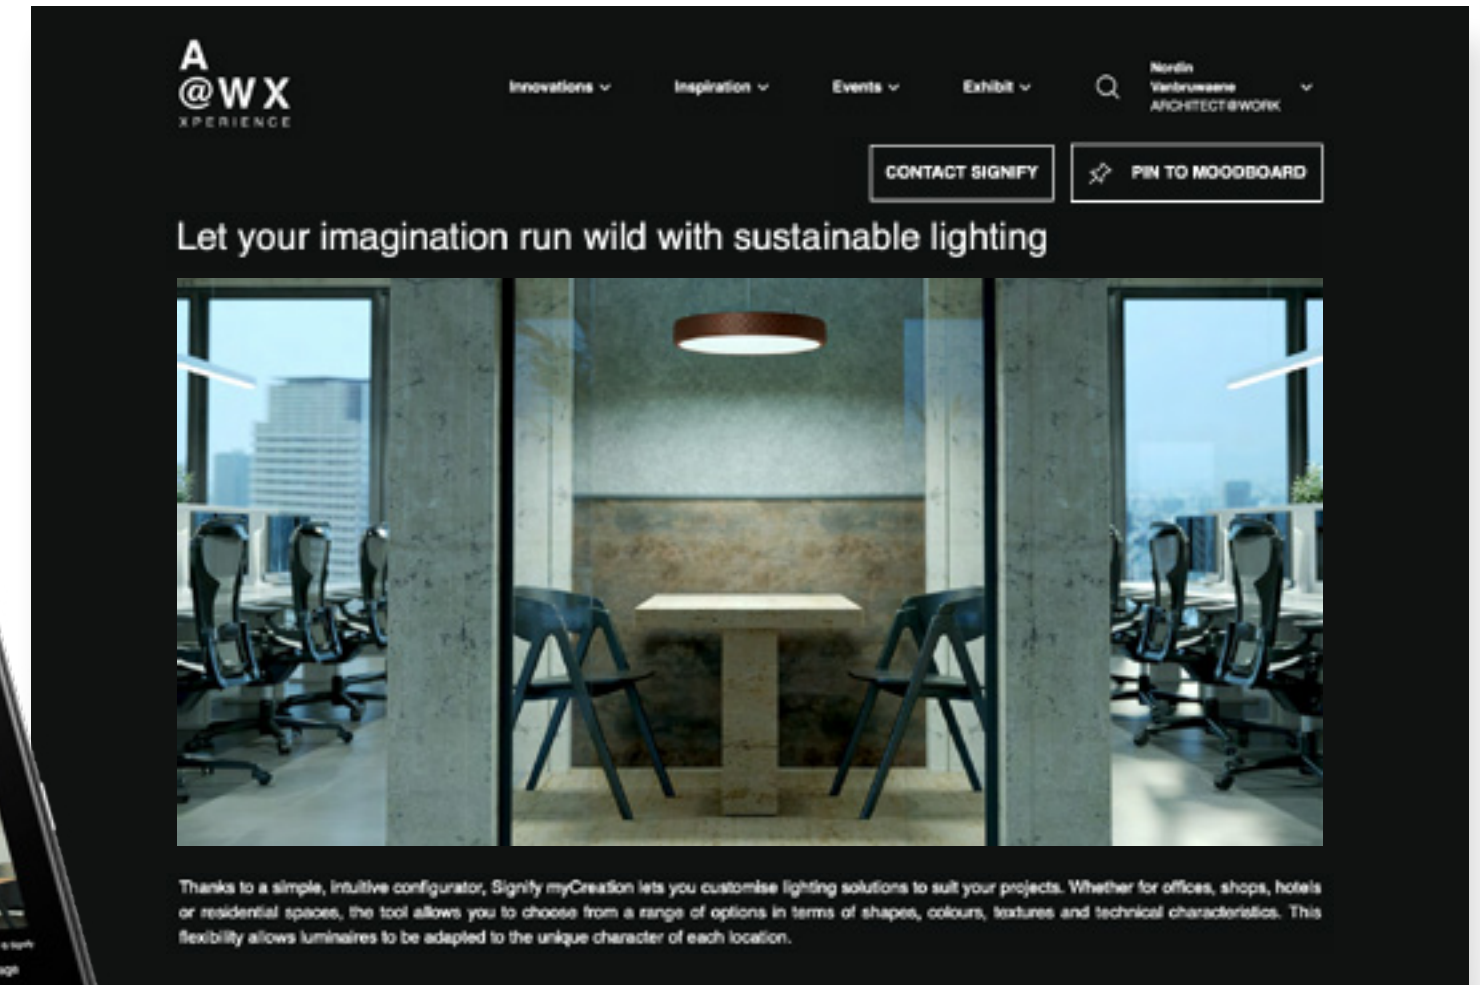 A
@WX
XPERIENCE
Innovations
Inspiration
Events
Exhibit
Nordin
Vanbruwaene
ARCHITECT@WORK
CONTACT SIGNIFY
PIN TO MOODBOARD
Let your imagination run wild with sustainable lighting
Thanks to a simple, intuitive configurator, Signify myCreation lets you customise lighting solutions to suit your projects. Whether for offices, shops, hotels
or residential spaces, the tool allows you to choose from a range of options in terms of shapes, colours, textures and technical characteristics. This
flexibility allows luminaires to be adapted to the unique character of each location.